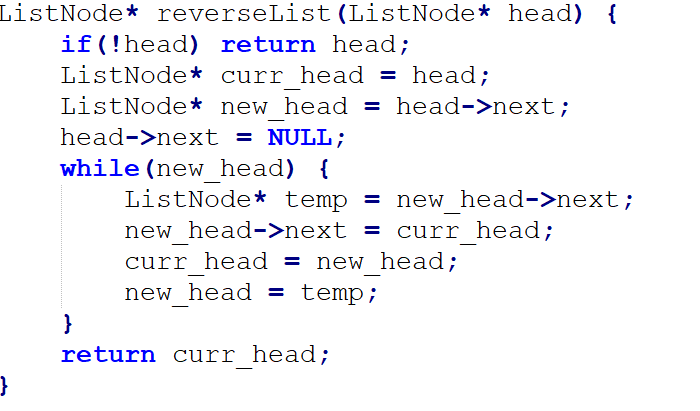 ListNode* reverseList(ListNode* head) {
    if(!head) return head;
    ListNode* curr_head = head;
    ListNode* new_head = head->next;
    head->next = NULL;
    while(new_head) {
        ListNode* temp = new_head->next;
        new_head->next = curr_head;
        curr_head = new_head;
        new_head = temp;
    }
    return curr_head;
}